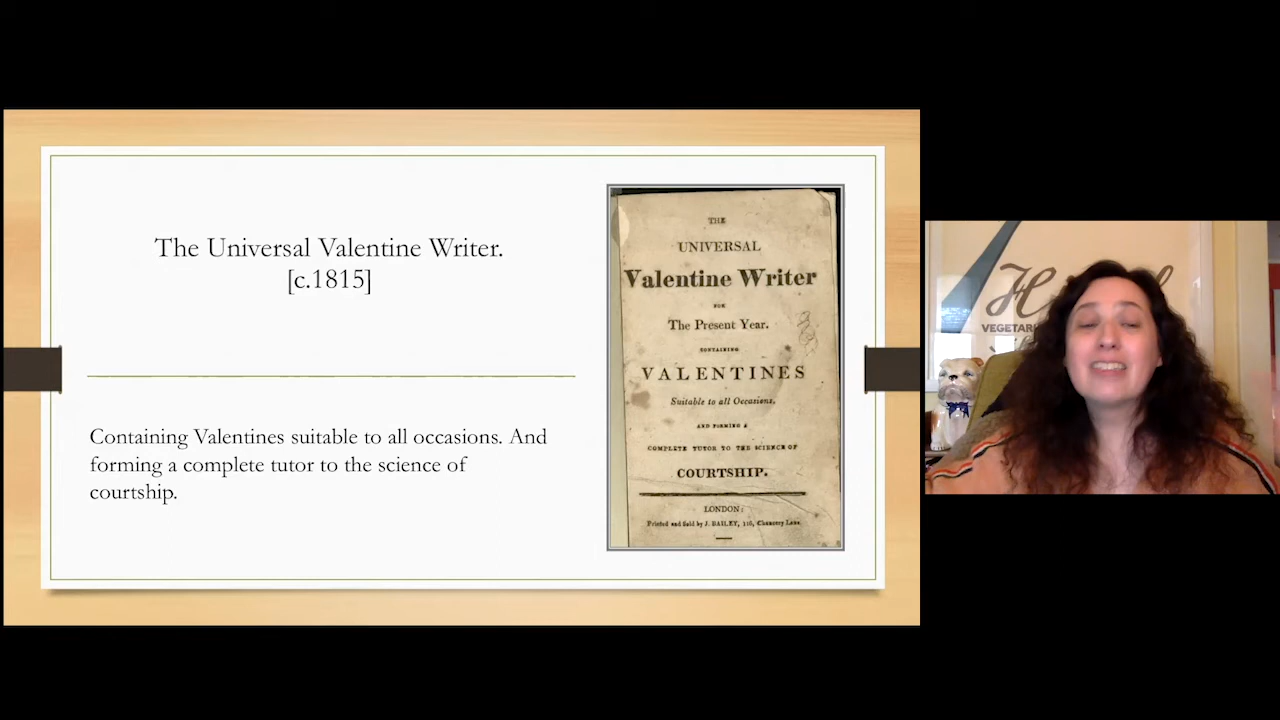 The Universal Valentine Writer.
[c.1815]
Containing Valentines suitable to all occasions. And
forming a complete tutor to the science of
courtship.
THE
UNIVERSAL
Valentine Writer
FOR
The Present Year.
CONTAINING
VALENTINES
Suitable to all Occasions,
AND FORMING A
COMPLETE TUTOR TO THE SCIENCE OF
COURTSHIP.
LONDON:
Printed and sold by J. BAILEY, 116, Chancery Lane.
VEGETAR